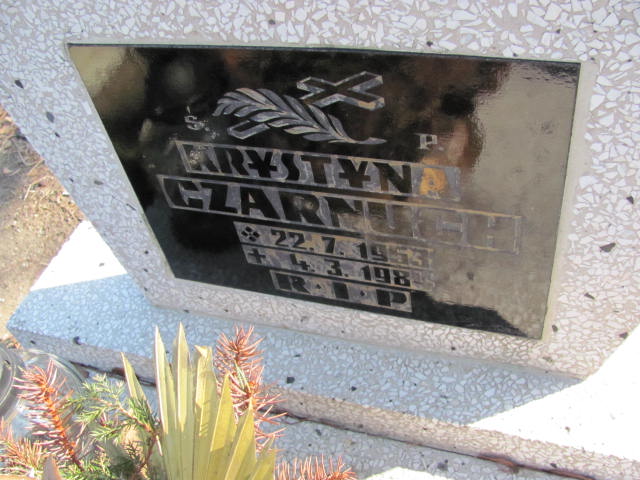 Ś. P.
KRYSTYNA
CZARNUCH
22.7.1953
4.3.198
R·I·P